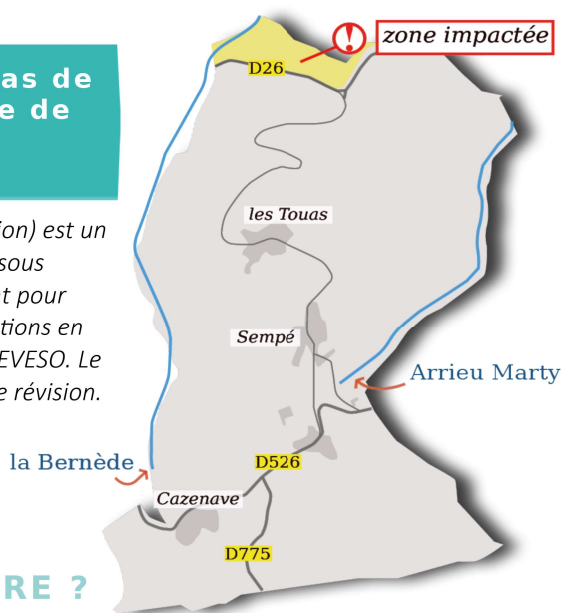 as de
e de
ion) est un
sous
t pour
tions en
EVESO. Le
e révision.
RE ?
! zone impactée
D26
les Touas
Sempé
Arrieu Marty
la Bernède
D526
Cazenave
D775